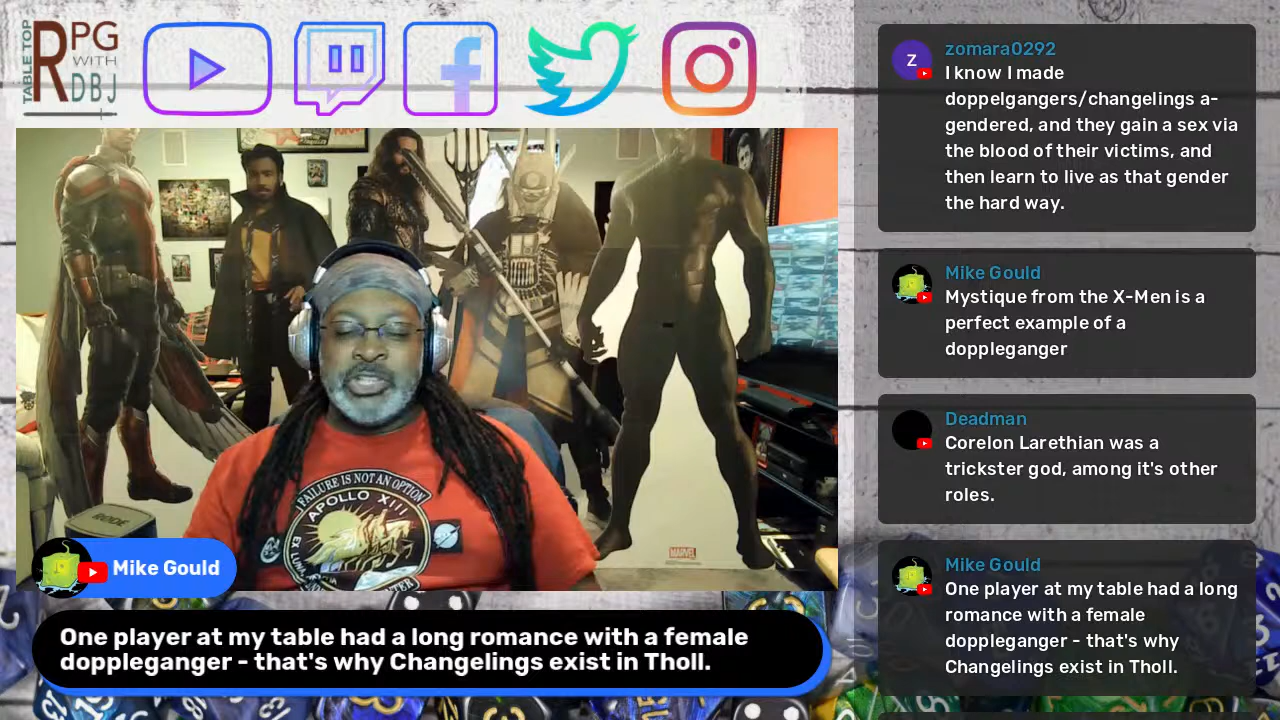 TABLE TOP
RPG
WITH
RDBJ
zomara0292
Z
I know I made
doppelgangers/changelings a-
gendered, and they gain a sex via
the blood of their victims, and
then learn to live as that gender
the hard way.
Mike Gould
Mystique from the X-Men is a
perfect example of a
doppleganger
Deadman
Corelon Larethian was a
trickster god, among it's other
roles.
Mike Gould
One player at my table had a long
romance with a female
doppleganger - that's why
Changelings exist in Tholl.
FAILURE IS NOT AN OPTION
APOLLO XIII
RODE
MARVEL
Mike Gould
One player at my table had a long romance with a female
doppleganger - that's why Changelings exist in Tholl.